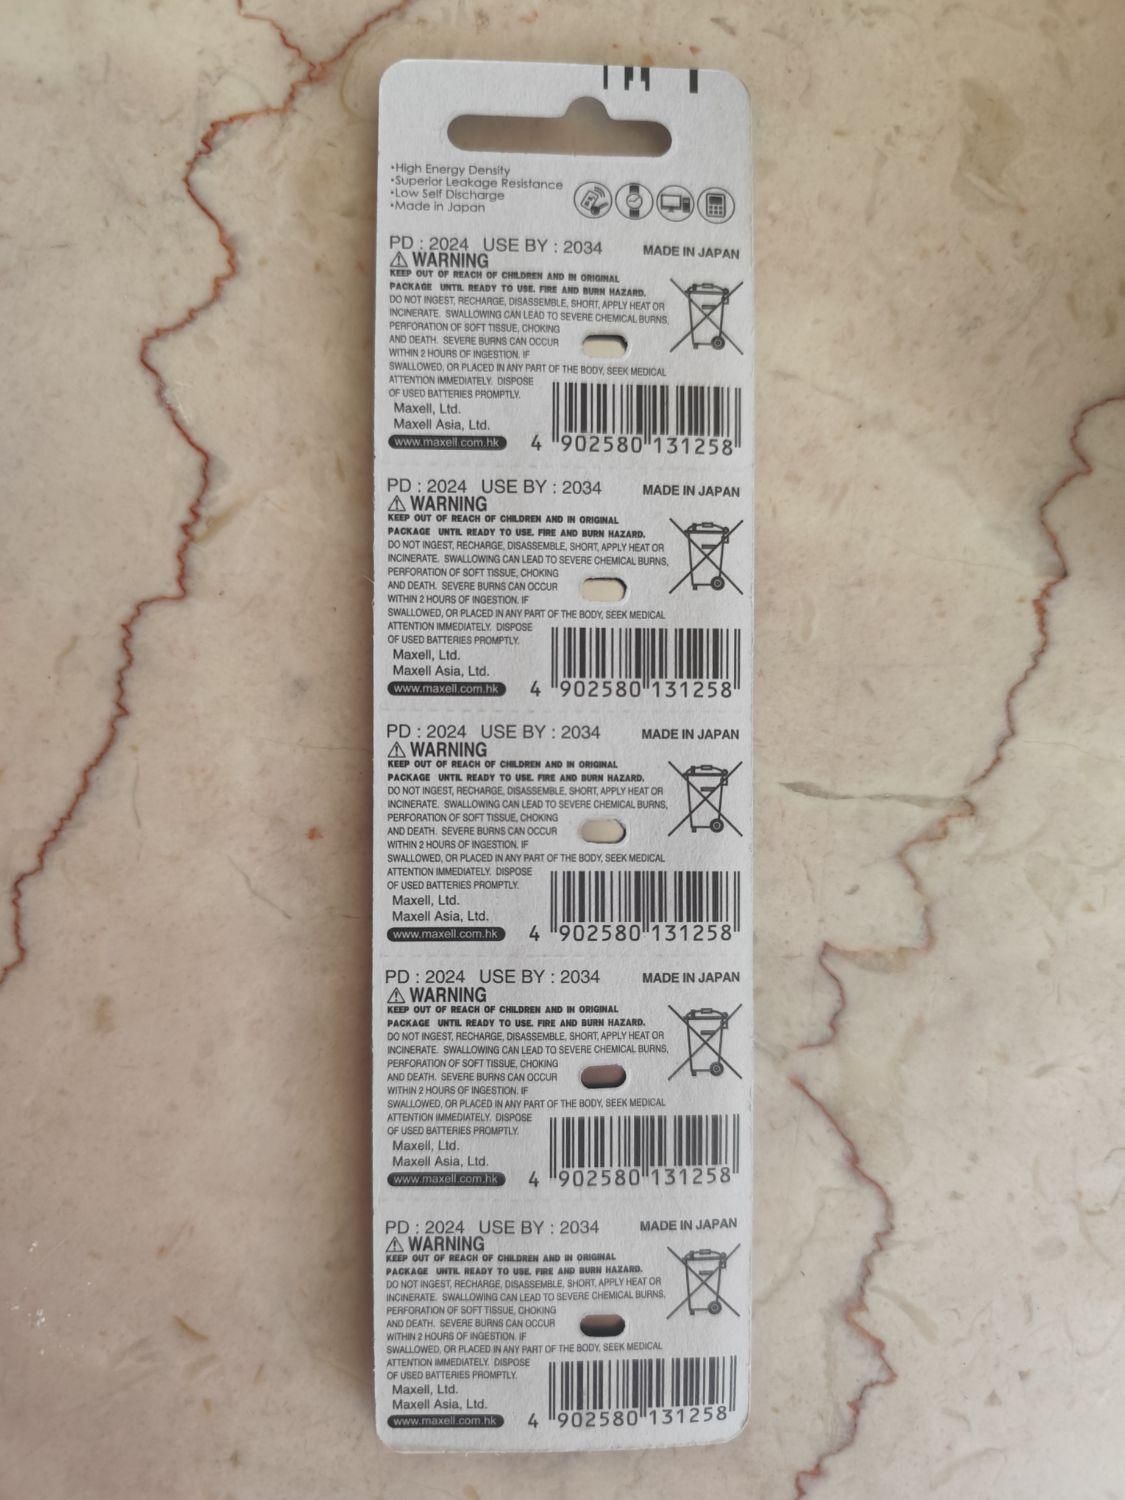 •High Energy Density
•Superior Leakage Resistance
•Low Self Discharge
•Made in Japan
PD : 2024 USE BY : 2034 MADE IN JAPAN
WARNING
KEEP OUT OF REACH OF CHILDREN AND IN ORIGINAL
PACKAGE UNTIL READY TO USE. FIRE AND BURN HAZARD.
DO NOT INGEST, RECHARGE, DISASSEMBLE, SHORT, APPLY HEAT OR
INCINERATE. SWALLOWING CAN LEAD TO SEVERE CHEMICAL BURNS,
PERFORATION OF SOFT TISSUE, CHOKING
AND DEATH. SEVERE BURNS CAN OCCUR
WITHIN 2 HOURS OF INGESTION. IF
SWALLOWED, OR PLACED IN ANY PART OF THE BODY, SEEK MEDICAL
ATTENTION IMMEDIATELY. DISPOSE
OF USED BATTERIES PROMPTLY.
Maxell, Ltd.
Maxell Asia, Ltd.
www.maxell.com.hk
4 902580 131258
PD : 2024 USE BY : 2034 MADE IN JAPAN
WARNING
KEEP OUT OF REACH OF CHILDREN AND IN ORIGINAL
PACKAGE UNTIL READY TO USE. FIRE AND BURN HAZARD.
DO NOT INGEST, RECHARGE, DISASSEMBLE, SHORT, APPLY HEAT OR
INCINERATE. SWALLOWING CAN LEAD TO SEVERE CHEMICAL BURNS,
PERFORATION OF SOFT TISSUE, CHOKING
AND DEATH. SEVERE BURNS CAN OCCUR
WITHIN 2 HOURS OF INGESTION. IF
SWALLOWED, OR PLACED IN ANY PART OF THE BODY, SEEK MEDICAL
ATTENTION IMMEDIATELY. DISPOSE
OF USED BATTERIES PROMPTLY.
Maxell, Ltd.
Maxell Asia, Ltd.
www.maxell.com.hk
4 902580 131258
PD : 2024 USE BY : 2034 MADE IN JAPAN
WARNING
KEEP OUT OF REACH OF CHILDREN AND IN ORIGINAL
PACKAGE UNTIL READY TO USE. FIRE AND BURN HAZARD.
DO NOT INGEST, RECHARGE, DISASSEMBLE, SHORT, APPLY HEAT OR
INCINERATE. SWALLOWING CAN LEAD TO SEVERE CHEMICAL BURNS,
PERFORATION OF SOFT TISSUE, CHOKING
AND DEATH. SEVERE BURNS CAN OCCUR
WITHIN 2 HOURS OF INGESTION. IF
SWALLOWED, OR PLACED IN ANY PART OF THE BODY, SEEK MEDICAL
ATTENTION IMMEDIATELY. DISPOSE
OF USED BATTERIES PROMPTLY.
Maxell, Ltd.
Maxell Asia, Ltd.
www.maxell.com.hk
4 902580 131258
PD : 2024 USE BY : 2034 MADE IN JAPAN
WARNING
KEEP OUT OF REACH OF CHILDREN AND IN ORIGINAL
PACKAGE UNTIL READY TO USE. FIRE AND BURN HAZARD.
DO NOT INGEST, RECHARGE, DISASSEMBLE, SHORT, APPLY HEAT OR
INCINERATE. SWALLOWING CAN LEAD TO SEVERE CHEMICAL BURNS,
PERFORATION OF SOFT TISSUE, CHOKING
AND DEATH. SEVERE BURNS CAN OCCUR
WITHIN 2 HOURS OF INGESTION. IF
SWALLOWED, OR PLACED IN ANY PART OF THE BODY, SEEK MEDICAL
ATTENTION IMMEDIATELY. DISPOSE
OF USED BATTERIES PROMPTLY.
Maxell, Ltd.
Maxell Asia, Ltd.
www.maxell.com.hk
4 902580 131258
PD : 2024 USE BY : 2034 MADE IN JAPAN
WARNING
KEEP OUT OF REACH OF CHILDREN AND IN ORIGINAL
PACKAGE UNTIL READY TO USE. FIRE AND BURN HAZARD.
DO NOT INGEST, RECHARGE, DISASSEMBLE, SHORT, APPLY HEAT OR
INCINERATE. SWALLOWING CAN LEAD TO SEVERE CHEMICAL BURNS,
PERFORATION OF SOFT TISSUE, CHOKING
AND DEATH. SEVERE BURNS CAN OCCUR
WITHIN 2 HOURS OF INGESTION. IF
SWALLOWED, OR PLACED IN ANY PART OF THE BODY, SEEK MEDICAL
ATTENTION IMMEDIATELY. DISPOSE
OF USED BATTERIES PROMPTLY.
Maxell, Ltd.
Maxell Asia, Ltd.
www.maxell.com.hk
4 902580 131258